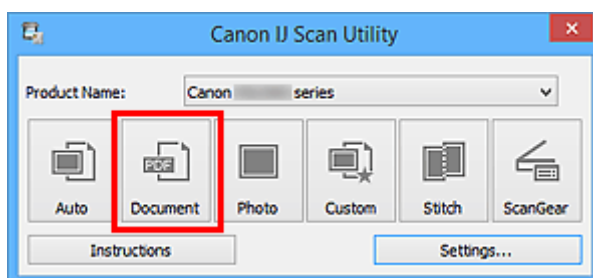 Canon IJ Scan Utility
Product Name: Canon series
PDF
Auto Document Photo Custom Stitch ScanGear
Instructions Settings...